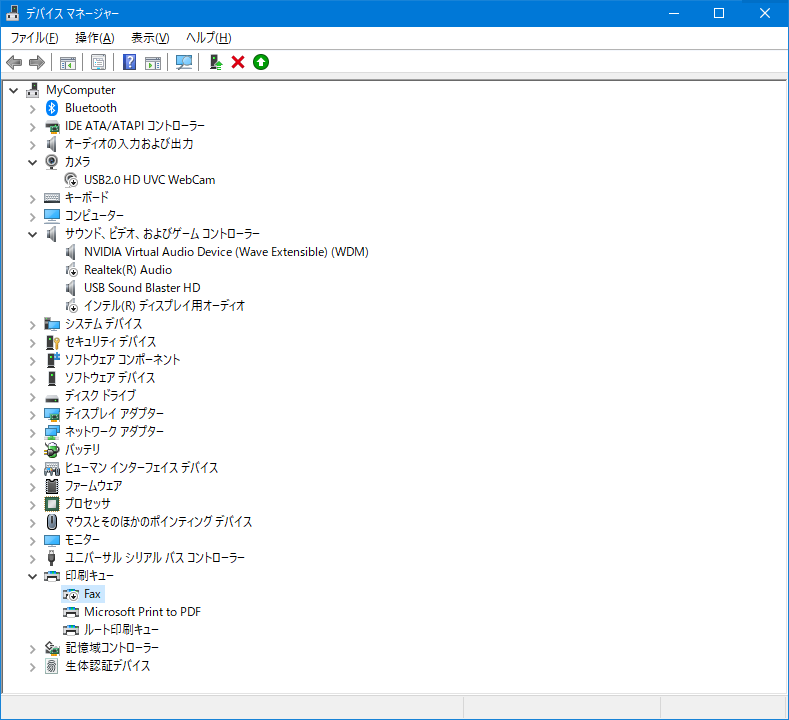 デバイス マネージャー
ファイル(F) 操作(A) 表示(V) ヘルプ(H)
MyComputer
Bluetooth
IDE ATA/ATAPI コントローラー
オーディオの入力および出力
カメラ
USB2.0 HD UVC WebCam
キーボード
コンピューター
サウンド、ビデオ、およびゲーム コントローラー
NVIDIA Virtual Audio Device (Wave Extensible) (WDM)
Realtek(R) Audio
USB Sound Blaster HD
インテル(R) ディスプレイ用オーディオ
システム デバイス
セキュリティ デバイス
ソフトウェア コンポーネント
ソフトウェア デバイス
ディスク ドライブ
ディスプレイ アダプター
ネットワーク アダプター
バッテリ
ヒューマン インターフェイス デバイス
ファームウェア
プロセッサ
マウスとそのほかのポインティング デバイス
モニター
ユニバーサル シリアル バス コントローラー
印刷キュー
Fax
Microsoft Print to PDF
ルート印刷キュー
記憶域コントローラー
生体認証デバイス